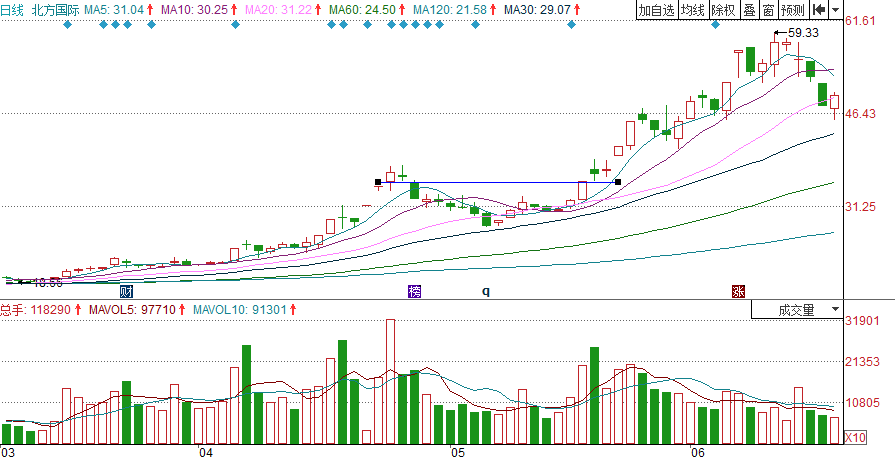 日线 北方国际 MA5: 31.04↑ MA10: 30.25↑ MA20: 31.22↑ MA60: 24.50↑ MA120: 21.58↑ MA30: 29.07↑ 加自选 均线 除权 叠 窗 预测
61.61
59.33
46.43
31.25
财 榜 q 涨
总手: 118290↑ MAVOL5: 97710↑ MAVOL10: 91301↑ 成交量
31901
21353
10805
X10
03 04 05 06